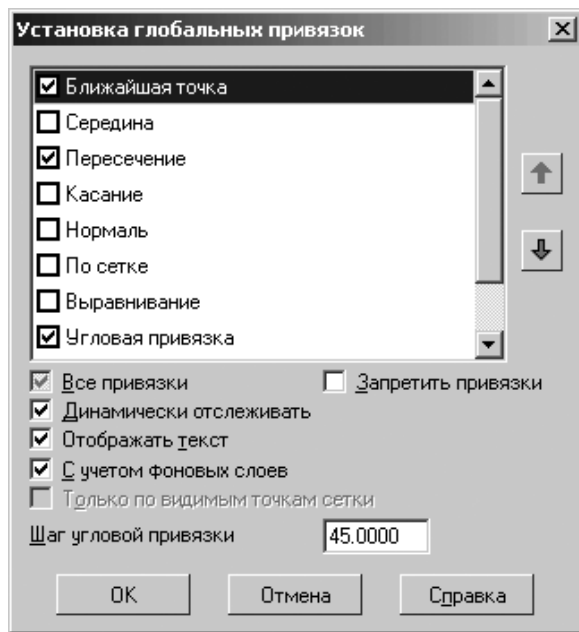 Установка глобальных привязок
Ближайшая точка
Середина
Пересечение
Касание
Нормаль
По сетке
Выравнивание
Угловая привязка
Все привязки Запретить привязки
Динамически отслеживать
Отображать текст
С учетом фоновых слоев
Только по видимым точкам сетки
Шаг угловой привязки 45.0000
OK Отмена Справка